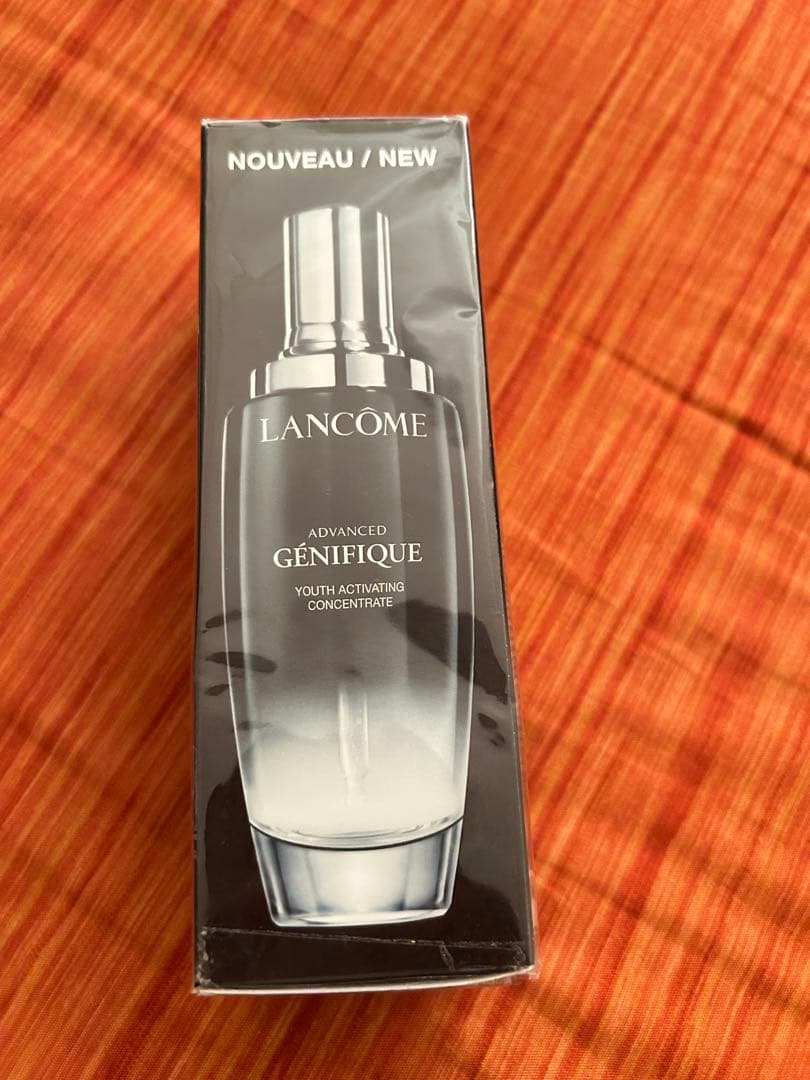 NOUVEAU / NEW
LANCÔME
ADVANCED
GÉNIFIQUE
YOUTH ACTIVATING
CONCENTRATE